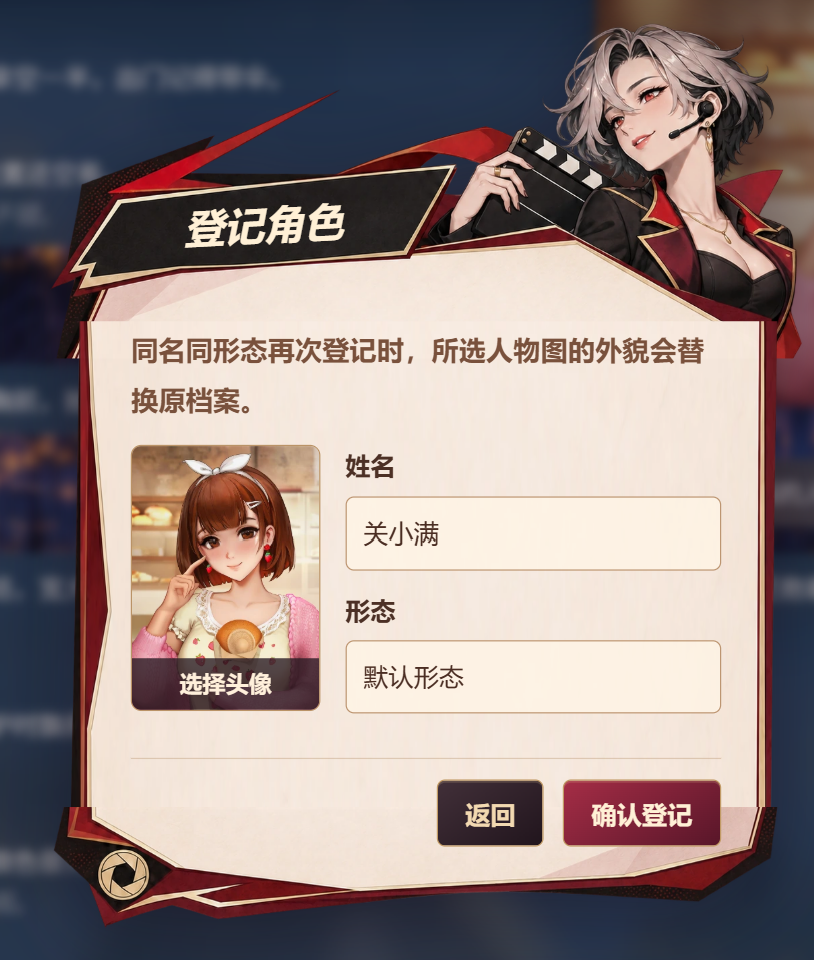 登记角色
同名同形态再次登记时，所选人物图的外貌会替
换原档案。
姓名
关小满
形态
默认形态
选择头像
返回
确认登记